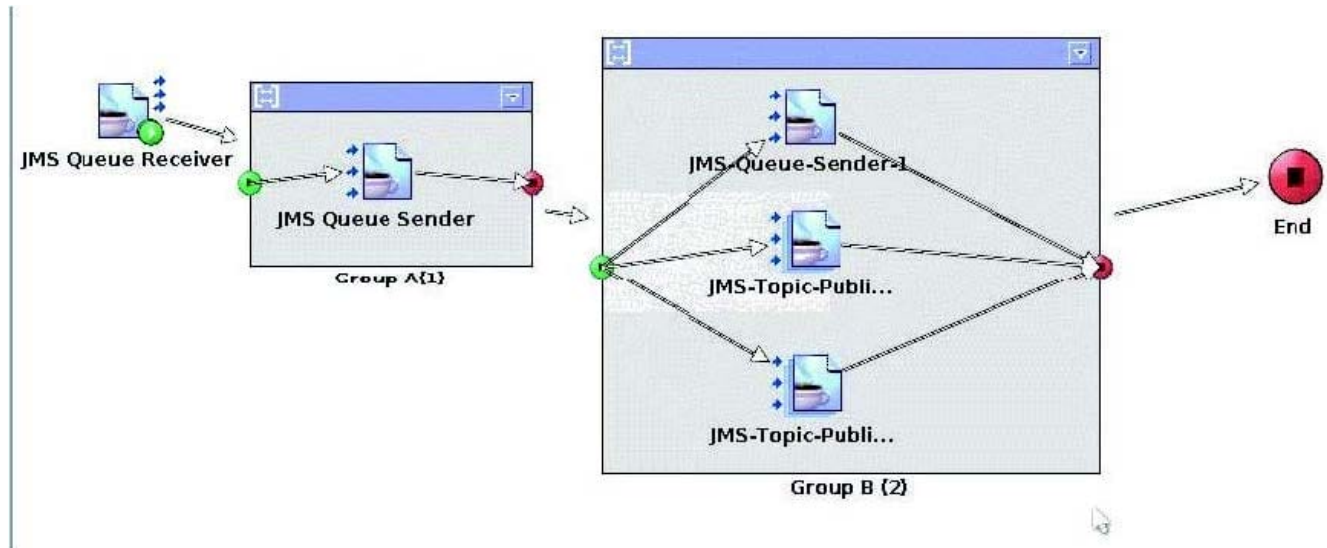 JMS Queue Receiver
JMS Queue Sender
Group A{1}
JMS-Queue-Sender-1
JMS-Topic-Publi...
JMS-Topic-Publi...
Group B {2}
End